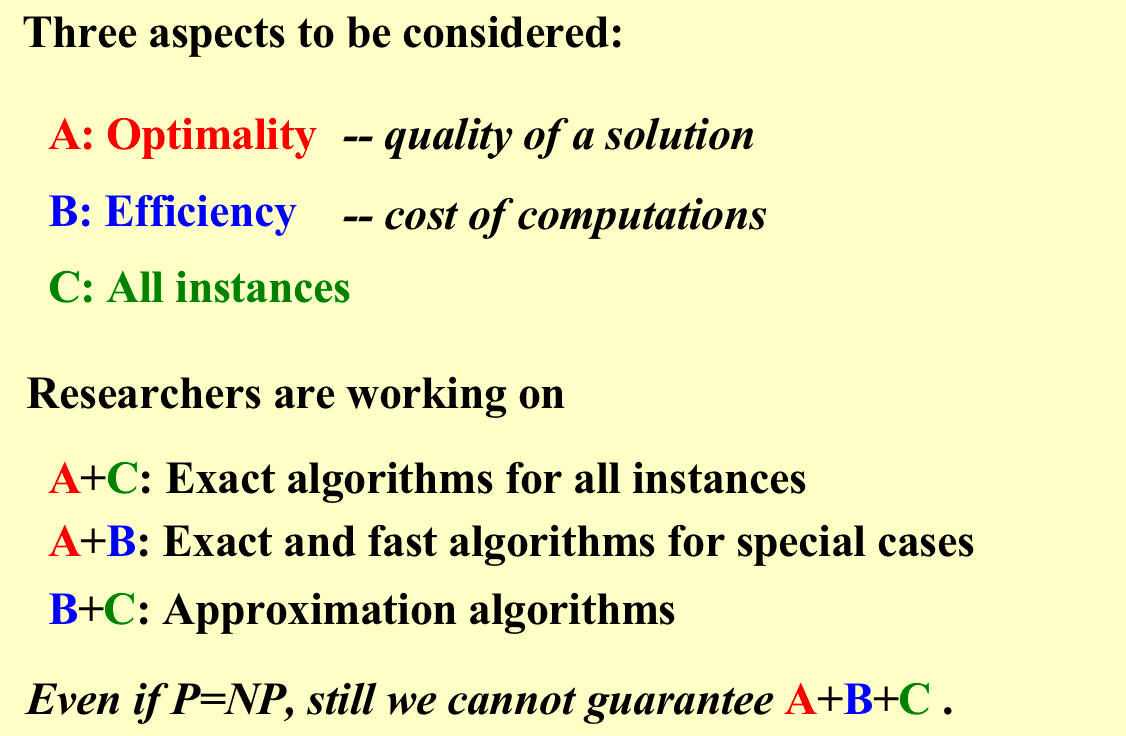 Three aspects to be considered:
A: Optimality -- quality of a solution
B: Efficiency -- cost of computations
C: All instances
Researchers are working on
A+C: Exact algorithms for all instances
A+B: Exact and fast algorithms for special cases
B+C: Approximation algorithms
Even if P=NP, still we cannot guarantee A+B+C .